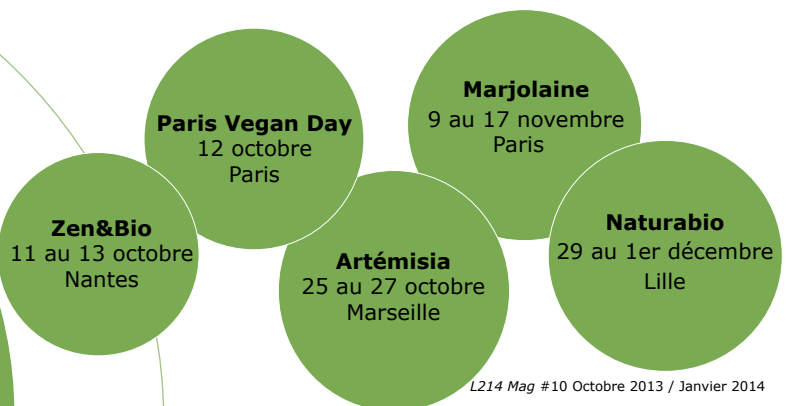 Zen&Bio
11 au 13 octobre
Nantes
Paris Vegan Day
12 octobre
Paris
Artémisia
25 au 27 octobre
Marseille
Marjolaine
9 au 17 novembre
Paris
Naturabio
29 au 1er décembre
Lille
L214 Mag #10 Octobre 2013 / Janvier 2014